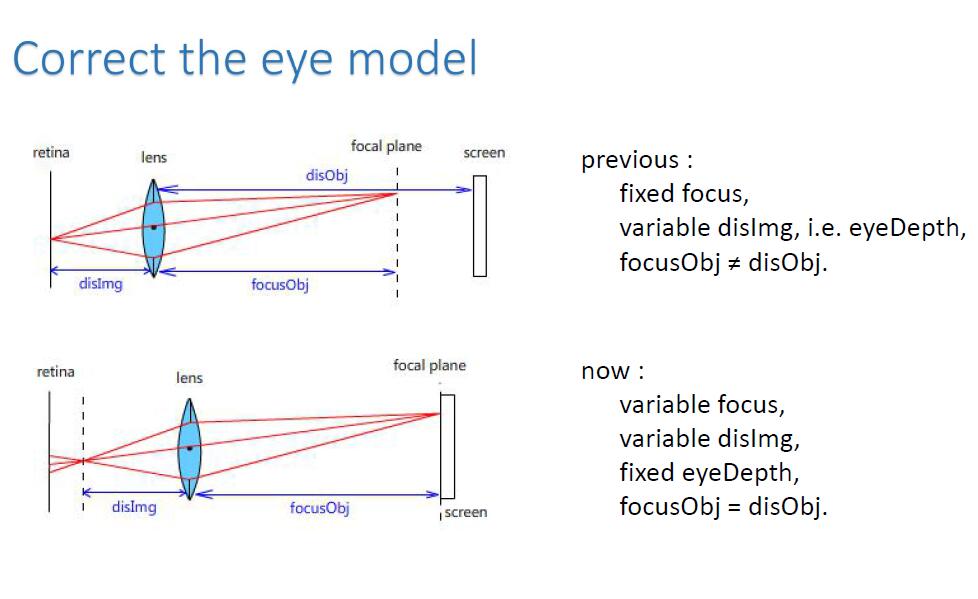 Correct the eye model
retina
lens
focal plane
screen
disObj
disImg
focusObj
previous :
fixed focus,
variable disImg, i.e. eyeDepth,
focusObj ≠ disObj.
retina
lens
focal plane
disImg
focusObj
screen
now :
variable focus,
variable disImg,
fixed eyeDepth,
focusObj = disObj.